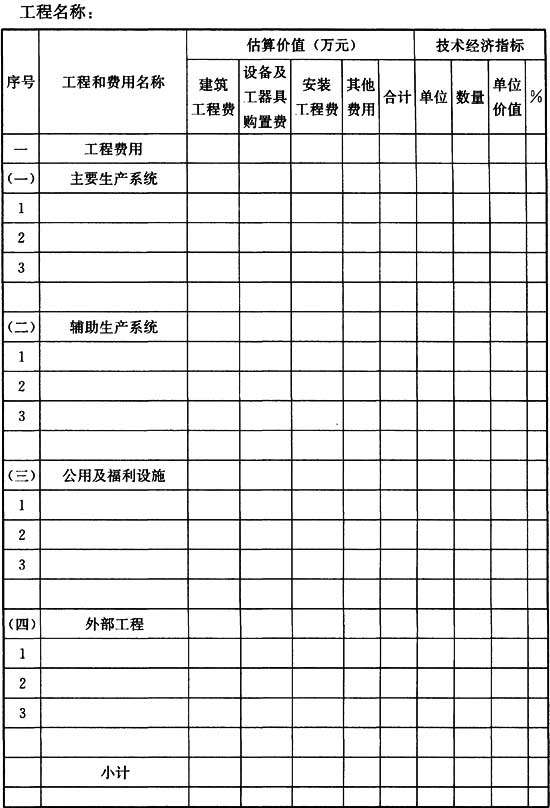 工程名称：
序号 工程和费用名称 估算价值（万元） 技术经济指标
建筑工程费 设备及工器具购置费 安装工程费 其他费用 合计 单位 数量 单位价值 %
一 工程费用
（一） 主要生产系统
1
2
3
（二） 辅助生产系统
1
2
3
（三） 公用及福利设施
1
2
3
（四） 外部工程
1
2
3
小计